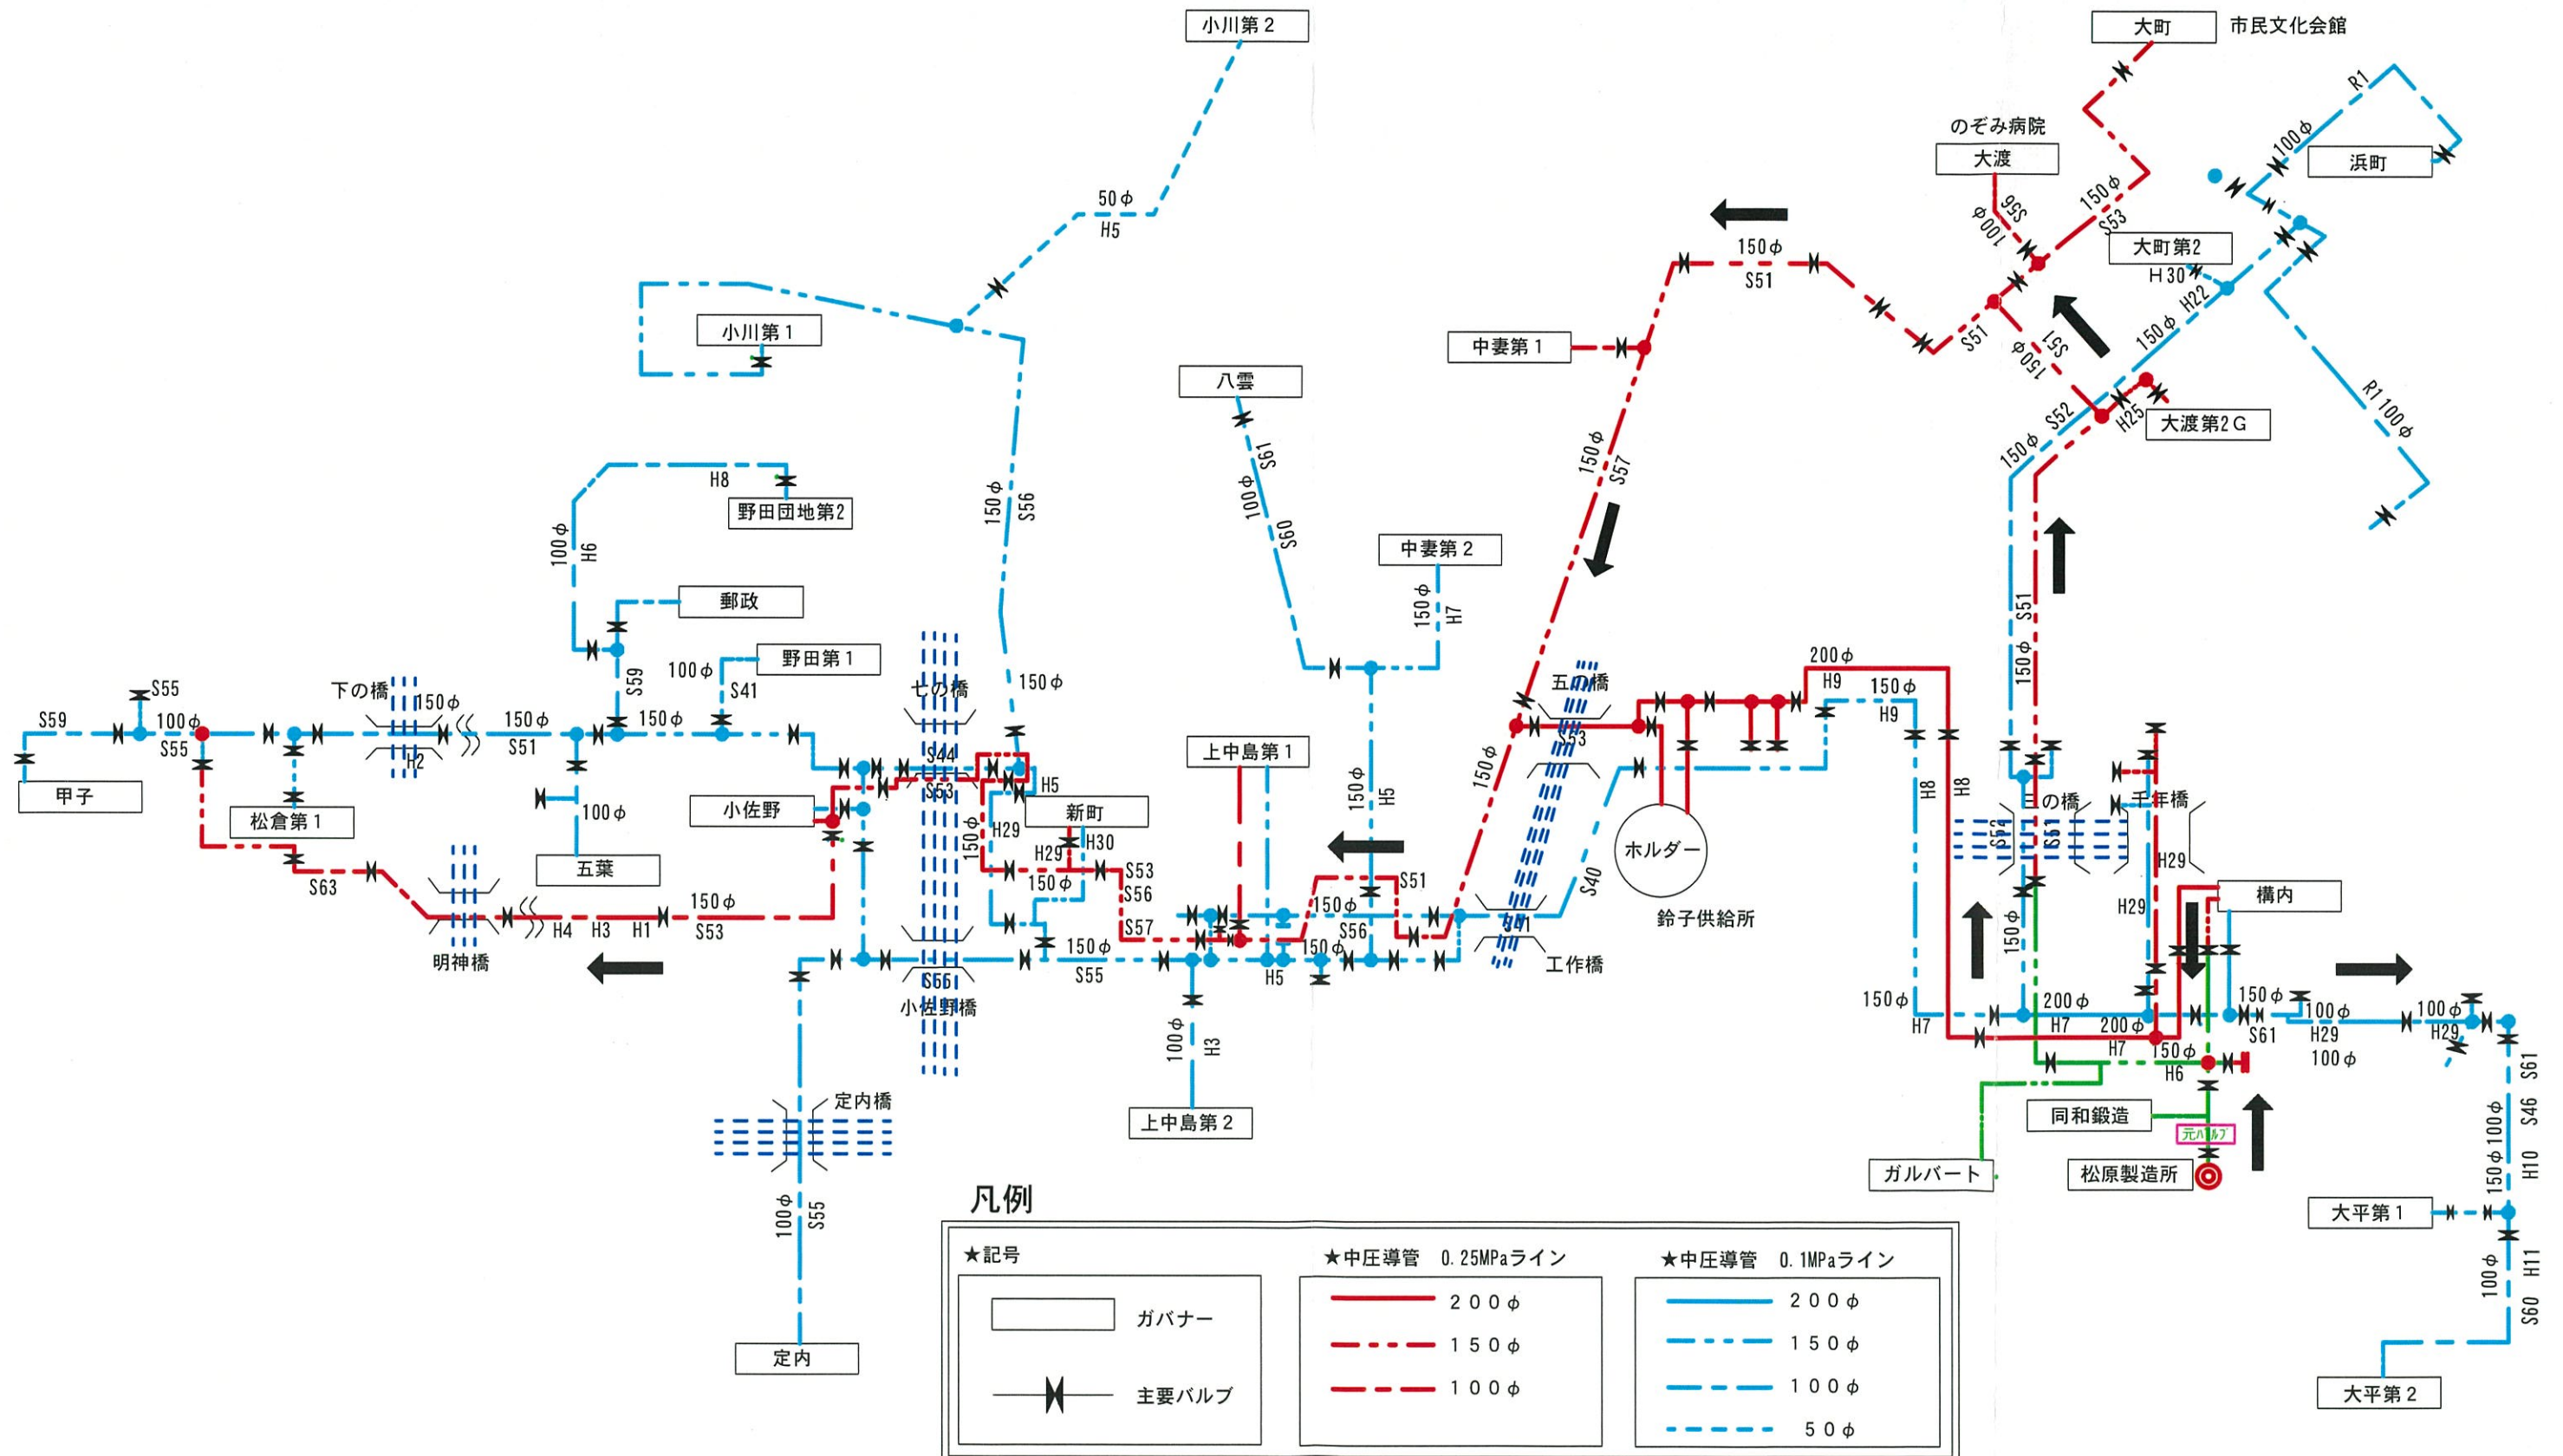 小川第２
大町
市民文化会館
R1
100φ
浜町
のぞみ病院
大渡
S56
100φ
150φ
S53
大町第2
H30
H22
150φ
50φ
H5
150φ
S51
S51
S51
150φ
小川第１
中妻第１
八雲
S61
100φ
S60
150φ
S57
S52
150φ
H25
大渡第2Ｇ
R1 100φ
H8
野田団地第2
100φ
H6
150φ
S56
中妻第２
150φ
H7
郵政
S59
野田第１
100φ
S41
150φ
S51
150φ
下の橋
150φ
七の橋
150φ
五の橋
200φ
H9
150φ
H9
S55
S59
100φ
S55
150φ
S51
150φ
H2
S44
S53
H5
上中島第１
150φ
H5
150φ
S53
H8
H8
三の橋
千年橋
S52
S51
甲子
松倉第１
小佐野
新町
100φ
五葉
150φ
H29
H29
H30
150φ
S53
S56
S57
S51
150φ
S56
150φ
S40
ホルダー
鈴子供給所
H29
H29
構内
S63
150φ
S53
H4
H3
H1
明神橋
150φ
S55
S55
小佐野橋
H5
S41
工作橋
150φ
150φ
H7
200φ
H7
200φ
H7
150φ
H6
150φ
S61
100φ
H29
100φ
100φ
H29
100φ
H3
上中島第２
定内橋
100φ
S55
定内
同和鍛造
元バルブ
松原製造所
ガルバート
S61
S46
100φ
150φ
H10
大平第１
100φ
H11
S60
大平第２
凡例
★記号
ガバナー
主要バルブ
★中圧導管　0.25MPaライン
２００φ
１５０φ
１００φ
★中圧導管　0.1MPaライン
２００φ
１５０φ
１００φ
５０φ